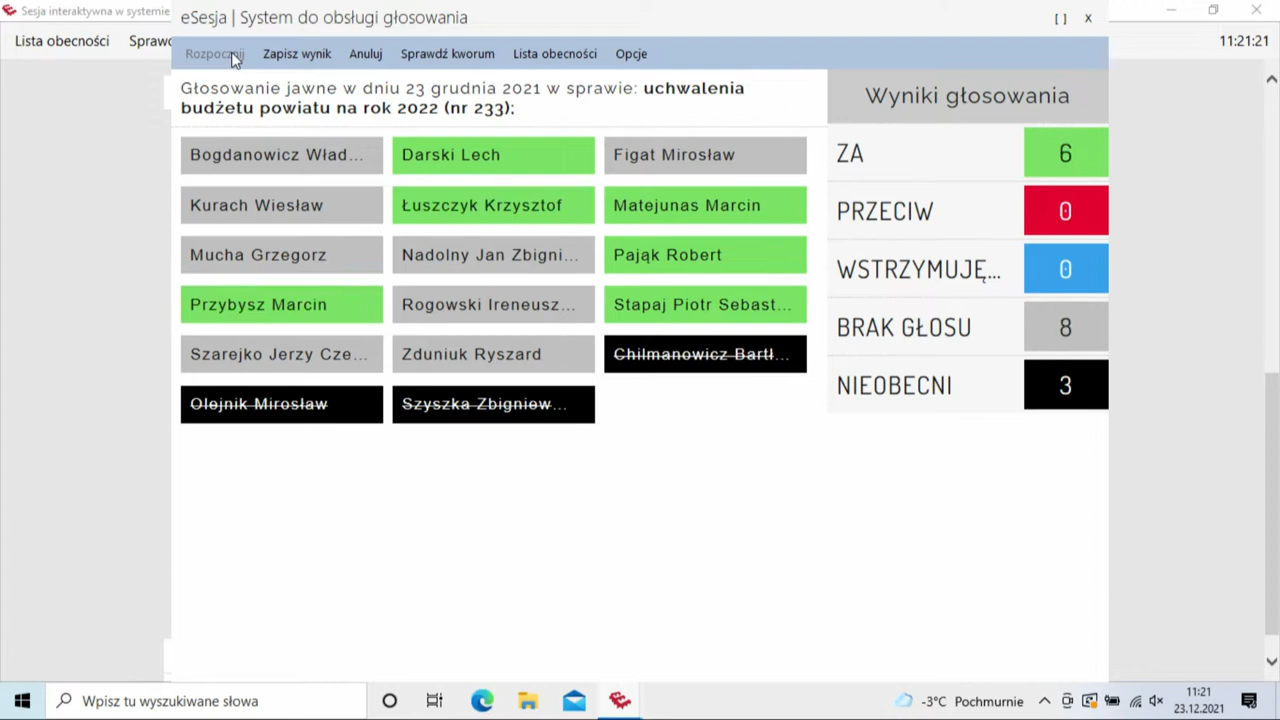 Sesja interaktywna w systemie
eSesja | System do obsługi głosowania
[ ] X
Lista obecności
11:21:21
Rozpocznij Zapisz wynik Anuluj Sprawdź kworum Lista obecności Opcje
Głosowanie jawne w dniu 23 grudnia 2021 w sprawie: uchwalenia
budżetu powiatu na rok 2022 (nr 233);
Wyniki głosowania
Bogdanowicz Wład... Darski Lech Figat Mirosław
ZA 6
Kurach Wiesław Łuszczyk Krzysztof Matejunas Marcin
PRZECIW 0
Mucha Grzegorz Nadolny Jan Zbigni... Pająk Robert
WSTRZYMUJĘ... 0
Przybysz Marcin Rogowski Ireneusz... Stapaj Piotr Sebast...
BRAK GŁOSU 8
Szarejko Jerzy Cze... Zduniuk Ryszard Chilmanowicz Bartł...
NIEOBECNI 3
Olejnik Mirosław Szyszka Zbigniew...
Wpisz tu wyszukiwane słowa
-3°C Pochmurnie
11:21
23.12.2021